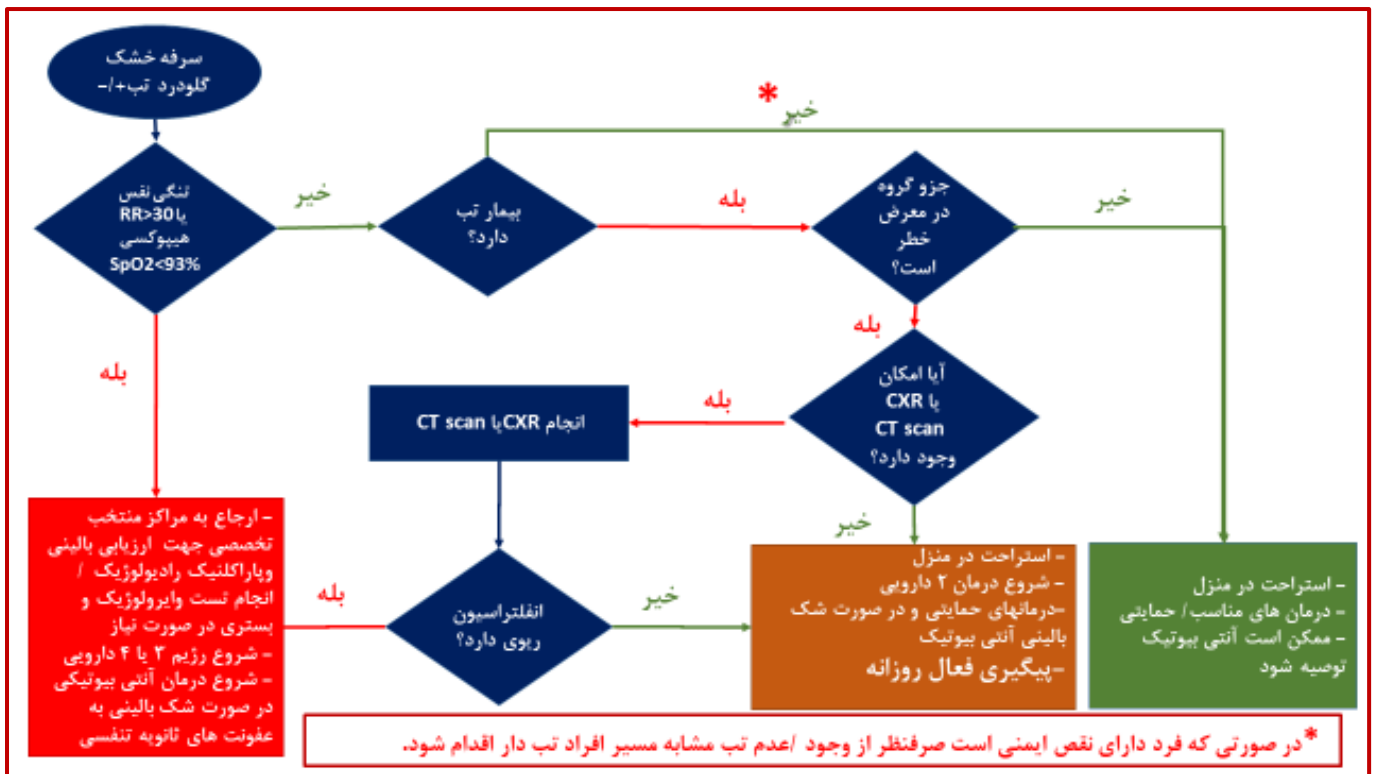 سرفه خشک
گلودرد تب+/-
*
خیر
تنگی نفس
یا RR>30
هیپوکسی
SpO2<93%
خیر
بیمار تب
دارد؟
بله
جزو گروه
در معرض
خطر
است؟
خیر
بله
بله
آیا امکان
CXR یا
CT scan
وجود دارد؟
بله
انجام CXRیا CT scan
خیر
- ارجاع به مراکز منتخب
تخصصی جهت ارزیابی بالینی
وپاراکلنیک رادیولوژیک /
انجام تست وایرولوژیک و
بستری در صورت نیاز
- شروع رژیم ۳ یا ۴ دارویی
- شروع درمان آنتی بیوتیکی
در صورت شک بالینی به
عفونت های ثانویه تنفسی
بله
انفلتراسیون
ریوی دارد؟
خیر
- استراحت در منزل
- شروع درمان ۲ دارویی
-درمانهای حمایتی و در صورت شک
بالینی آنتی بیوتیک
-پیگیری فعال روزانه
- استراحت در منزل
- درمان های مناسب/ حمایتی
- ممکن است آنتی بیوتیک
توصیه شود
*در صورتی که فرد دارای نقص ایمنی است صرفنظر از وجود /عدم تب مشابه مسیر افراد تب دار اقدام شود.